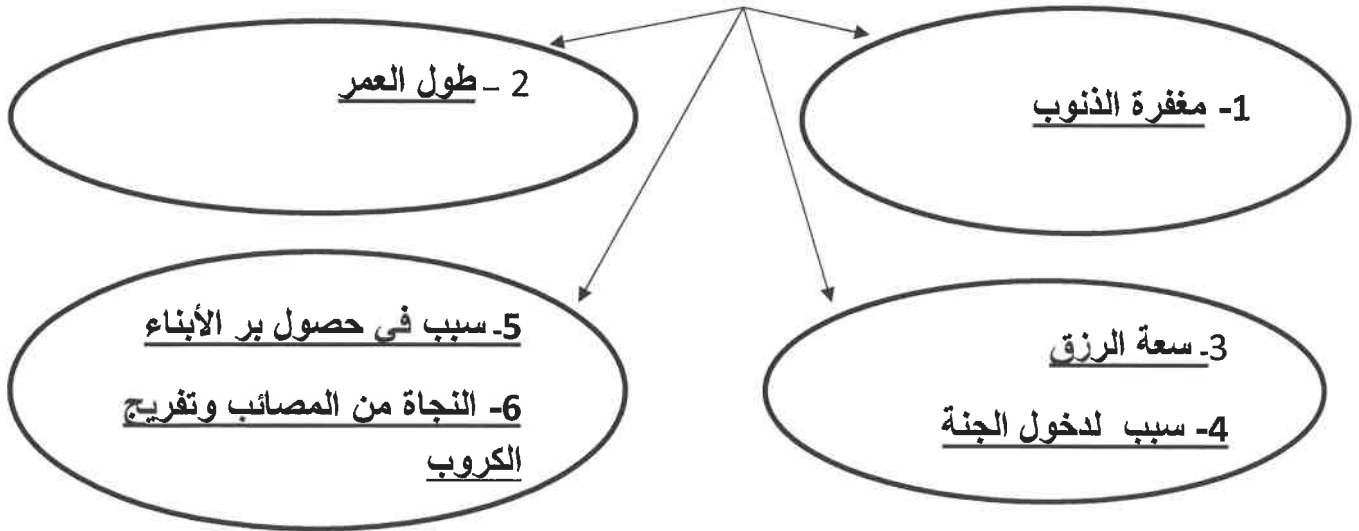 1- مغفرة الذنوب
2 – طول العمر
3- سعة الرزق
4- سبب لدخول الجنة
5- سبب في حصول بر الأبناء
6- النجاة من المصائب وتفريج
الكروب